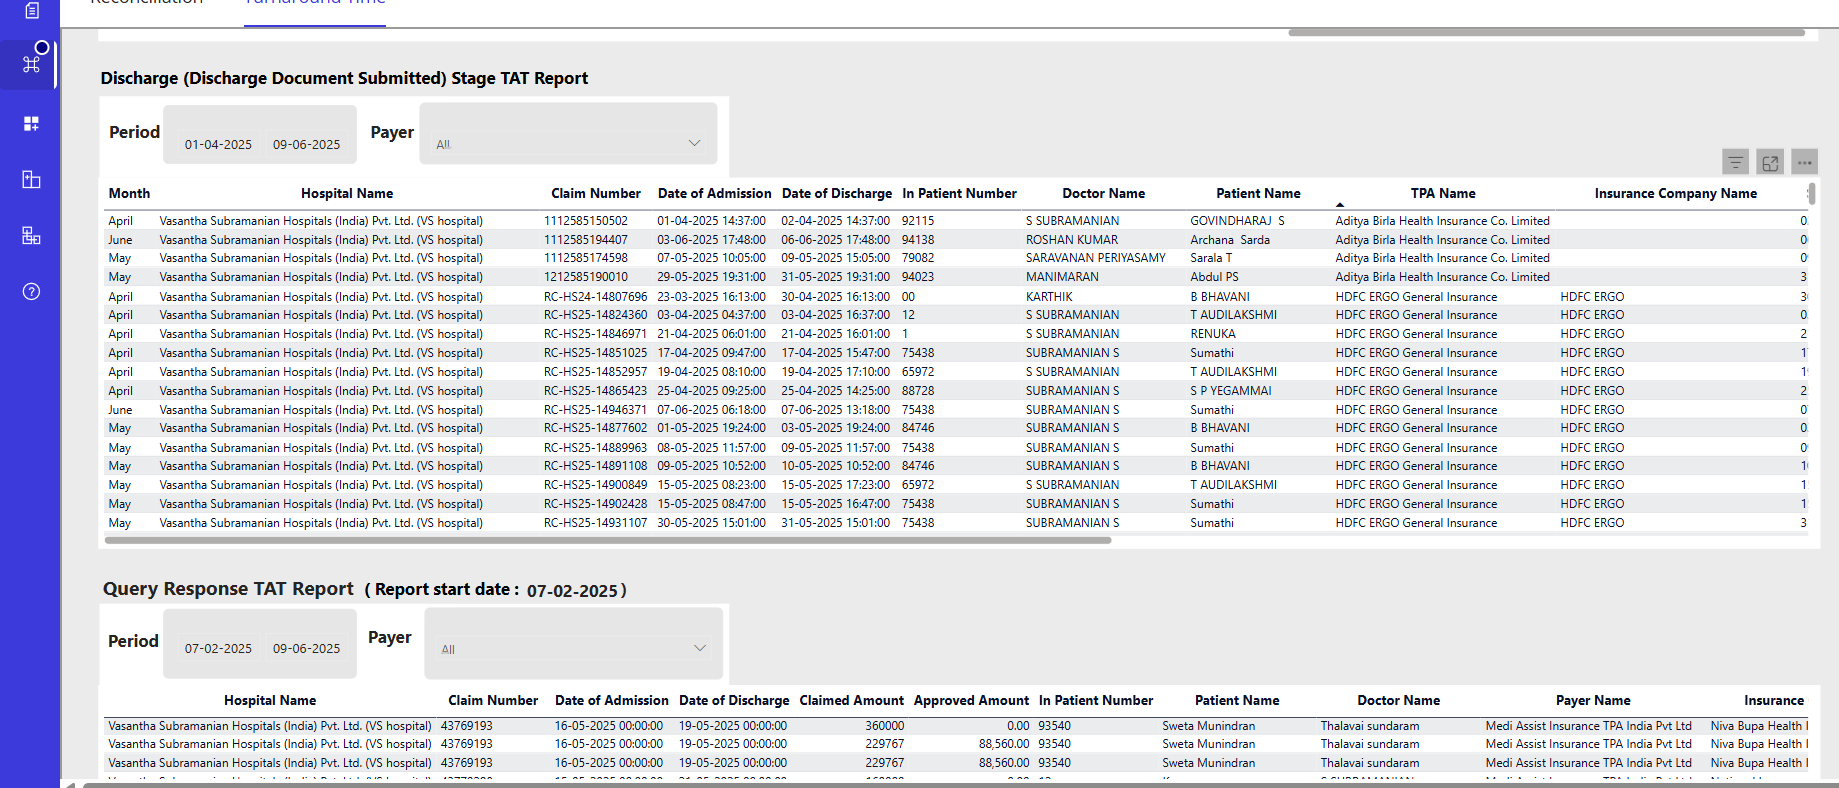 Reconciliation Turnaround Time
Discharge (Discharge Document Submitted) Stage TAT Report
Period 01-04-2025 09-06-2025 Payer All
Month Hospital Name Claim Number Date of Admission Date of Discharge In Patient Number Doctor Name Patient Name TPA Name Insurance Company Name
April Vasantha Subramanian Hospitals (India) Pvt. Ltd. (VS hospital) 1112585150502 01-04-2025 14:37:00 02-04-2025 14:37:00 92115 S SUBRAMANIAN GOVINDHARAJ S Aditya Birla Health Insurance Co. Limited 0
June Vasantha Subramanian Hospitals (India) Pvt. Ltd. (VS hospital) 1112585194407 03-06-2025 17:48:00 06-06-2025 17:48:00 94138 ROSHAN KUMAR Archana Sarda Aditya Birla Health Insurance Co. Limited 0
May Vasantha Subramanian Hospitals (India) Pvt. Ltd. (VS hospital) 1112585174598 07-05-2025 10:05:00 09-05-2025 15:05:00 79082 SARAVANAN PERIYASAMY Sarala T Aditya Birla Health Insurance Co. Limited 0
May Vasantha Subramanian Hospitals (India) Pvt. Ltd. (VS hospital) 1212585190010 29-05-2025 19:31:00 31-05-2025 19:31:00 94023 MANIMARAN Abdul PS Aditya Birla Health Insurance Co. Limited 3
April Vasantha Subramanian Hospitals (India) Pvt. Ltd. (VS hospital) RC-HS24-14807696 23-03-2025 16:13:00 30-04-2025 16:13:00 00 KARTHIK B BHAVANI HDFC ERGO General Insurance HDFC ERGO 3
April Vasantha Subramanian Hospitals (India) Pvt. Ltd. (VS hospital) RC-HS25-14824360 03-04-2025 04:37:00 03-04-2025 16:37:00 12 S SUBRAMANIAN T AUDILAKSHMI HDFC ERGO General Insurance HDFC ERGO 0
April Vasantha Subramanian Hospitals (India) Pvt. Ltd. (VS hospital) RC-HS25-14846971 21-04-2025 06:01:00 21-04-2025 16:01:00 1 S SUBRAMANIAN RENUKA HDFC ERGO General Insurance HDFC ERGO 2
April Vasantha Subramanian Hospitals (India) Pvt. Ltd. (VS hospital) RC-HS25-14851025 17-04-2025 09:47:00 17-04-2025 15:47:00 75438 SUBRAMANIAN S Sumathi HDFC ERGO General Insurance HDFC ERGO 1
April Vasantha Subramanian Hospitals (India) Pvt. Ltd. (VS hospital) RC-HS25-14852957 19-04-2025 08:10:00 19-04-2025 17:10:00 65972 S SUBRAMANIAN T AUDILAKSHMI HDFC ERGO General Insurance HDFC ERGO 1
April Vasantha Subramanian Hospitals (India) Pvt. Ltd. (VS hospital) RC-HS25-14865423 25-04-2025 09:25:00 25-04-2025 14:25:00 88728 SUBRAMANIAN S S P YEGAMMAI HDFC ERGO General Insurance HDFC ERGO 2
June Vasantha Subramanian Hospitals (India) Pvt. Ltd. (VS hospital) RC-HS25-14946371 07-06-2025 06:18:00 07-06-2025 13:18:00 75438 SUBRAMANIAN S Sumathi HDFC ERGO General Insurance HDFC ERGO 0
May Vasantha Subramanian Hospitals (India) Pvt. Ltd. (VS hospital) RC-HS25-14877602 01-05-2025 19:24:00 03-05-2025 19:24:00 84746 SUBRAMANIAN S B BHAVANI HDFC ERGO General Insurance HDFC ERGO 0
May Vasantha Subramanian Hospitals (India) Pvt. Ltd. (VS hospital) RC-HS25-14889963 08-05-2025 11:57:00 09-05-2025 11:57:00 75438 SUBRAMANIAN S Sumathi HDFC ERGO General Insurance HDFC ERGO 0
May Vasantha Subramanian Hospitals (India) Pvt. Ltd. (VS hospital) RC-HS25-14891108 09-05-2025 10:52:00 10-05-2025 10:52:00 84746 SUBRAMANIAN S B BHAVANI HDFC ERGO General Insurance HDFC ERGO 1
May Vasantha Subramanian Hospitals (India) Pvt. Ltd. (VS hospital) RC-HS25-14900849 15-05-2025 08:23:00 15-05-2025 17:23:00 65972 S SUBRAMANIAN T AUDILAKSHMI HDFC ERGO General Insurance HDFC ERGO 1
May Vasantha Subramanian Hospitals (India) Pvt. Ltd. (VS hospital) RC-HS25-14902428 15-05-2025 08:47:00 15-05-2025 16:47:00 75438 SUBRAMANIAN S Sumathi HDFC ERGO General Insurance HDFC ERGO 1
May Vasantha Subramanian Hospitals (India) Pvt. Ltd. (VS hospital) RC-HS25-14931107 30-05-2025 15:01:00 31-05-2025 15:01:00 75438 SUBRAMANIAN S Sumathi HDFC ERGO General Insurance HDFC ERGO 3
Query Response TAT Report ( Report start date : 07-02-2025 )
Period 07-02-2025 09-06-2025 Payer All
Hospital Name Claim Number Date of Admission Date of Discharge Claimed Amount Approved Amount In Patient Number Patient Name Doctor Name Payer Name Insurance
Vasantha Subramanian Hospitals (India) Pvt. Ltd. (VS hospital) 43769193 16-05-2025 00:00:00 19-05-2025 00:00:00 360000 0.00 93540 Sweta Munindran Thalavai sundaram Medi Assist Insurance TPA India Pvt Ltd Niva Bupa Health
Vasantha Subramanian Hospitals (India) Pvt. Ltd. (VS hospital) 43769193 16-05-2025 00:00:00 19-05-2025 00:00:00 229767 88,560.00 93540 Sweta Munindran Thalavai sundaram Medi Assist Insurance TPA India Pvt Ltd Niva Bupa Health
Vasantha Subramanian Hospitals (India) Pvt. Ltd. (VS hospital) 43769193 16-05-2025 00:00:00 19-05-2025 00:00:00 229767 88,560.00 93540 Sweta Munindran Thalavai sundaram Medi Assist Insurance TPA India Pvt Ltd Niva Bupa Health